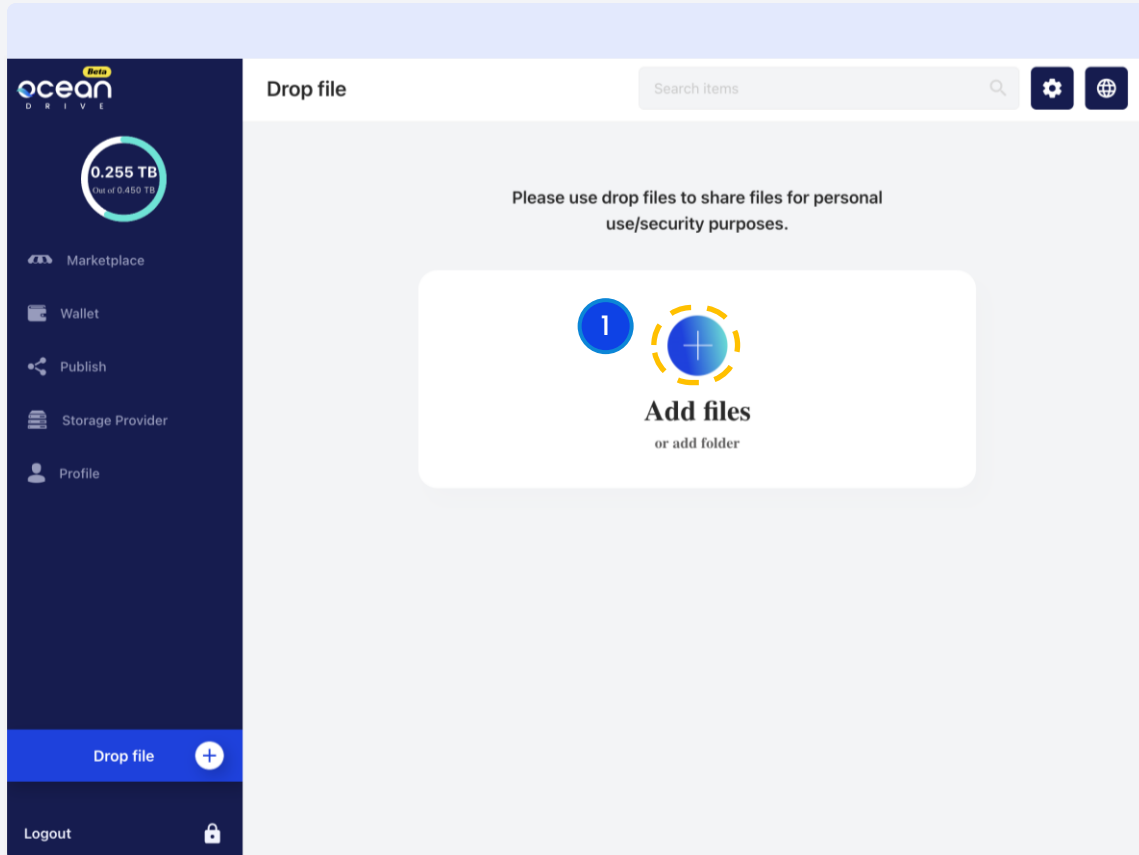 Beta
ocean
DRIVE
0.255 TB
Out of 0.450 TB
Marketplace
Wallet
Publish
Storage Provider
Profile
Drop file
Logout
Drop file
Search items
Please use drop files to share files for personal
use/security purposes.
1
Add files
or add folder